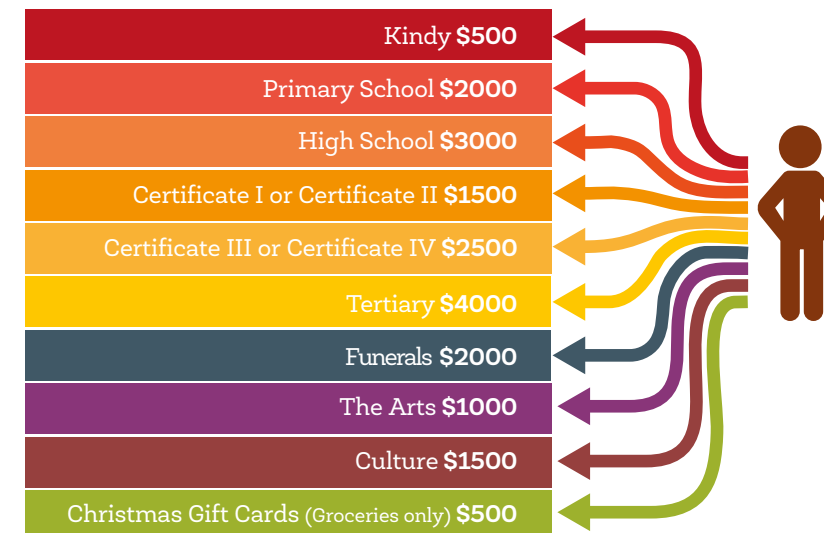 Kindy $500
Primary School $2000
High School $3000
Certificate I or Certificate II $1500
Certificate III or Certificate IV $2500
Tertiary $4000
Funerals $2000
The Arts $1000
Culture $1500
Christmas Gift Cards (Groceries only) $500